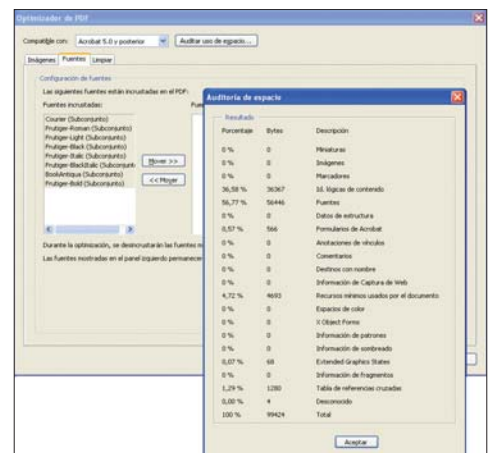 Optimizador de PDF
Compatible con: Acrobat 5.0 y posterior Auditar uso de espacio ...
Imágenes Fuentes Limpiar
Configuración de fuentes
Las siguientes fuentes están incrustadas en el PDF:
Fuentes incrustadas:
Courier (Subconjunto)
Frutiger-Roman (Subconjunto)
Frutiger-Light (Subconjunto)
Frutiger-Black (Subconjunto)
Frutiger-Italic (Subconjunto)
Frutiger-BlackItalic (Subconjunt
BookAntiqua (Subconjunto)
Frutiger-Bold (Subconjunto)
Mover >>
<< Mover
Durante la optimización, se desincrustarán las fuentes
Las fuentes mostradas en el panel izquierdo permanecer
Auditoría de espacio
Resultado
Porcentaje Bytes Descripción
0 % 0 Miniaturas
0 % 0 Imágenes
0 % 0 Marcadores
36,58 % 36367 Id. lógicas de contenido
56,77 % 56446 Fuentes
0 % 0 Datos de estructura
0,57 % 566 Formularios de Acrobat
0 % 0 Anotaciones de vínculos
0 % 0 Comentarios
0 % 0 Destinos con nombre
0 % 0 Información de Captura de Web
4,72 % 4693 Recursos mínimos usados por el documento
0 % 0 Espacios de color
0 % 0 X Object Forms
0 % 0 Información de patrones
0 % 0 Información de sombreado
0,07 % 68 Extended Graphics States
0 % 0 Información de fragmentos
1,29 % 1280 Tabla de referencias cruzadas
0,00 % 4 Desconocido
100 % 99424 Total
Aceptar